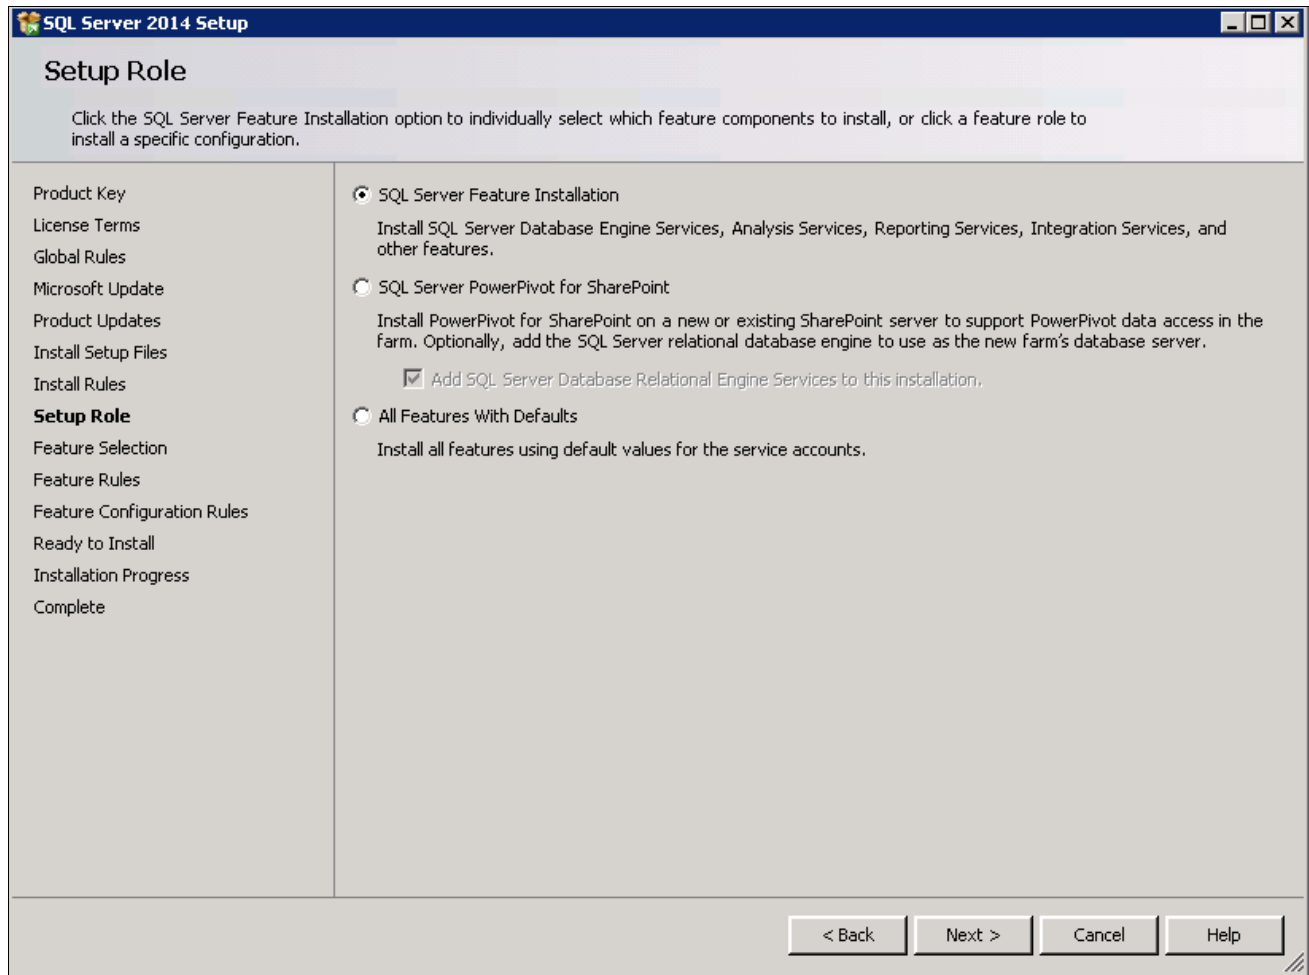 SQL Server 2014 Setup
Setup Role
Click the SQL Server Feature Installation option to individually select which feature components to install, or click a feature role to
install a specific configuration.
Product Key
License Terms
Global Rules
Microsoft Update
Product Updates
Install Setup Files
Install Rules
Setup Role
Feature Selection
Feature Rules
Feature Configuration Rules
Ready to Install
Installation Progress
Complete
SQL Server Feature Installation
Install SQL Server Database Engine Services, Analysis Services, Reporting Services, Integration Services, and
other features.
SQL Server PowerPivot for SharePoint
Install PowerPivot for SharePoint on a new or existing SharePoint server to support PowerPivot data access in the
farm. Optionally, add the SQL Server relational database engine to use as the new farm's database server.
Add SQL Server Database Relational Engine Services to this installation.
All Features With Defaults
Install all features using default values for the service accounts.
< Back
Next >
Cancel
Help